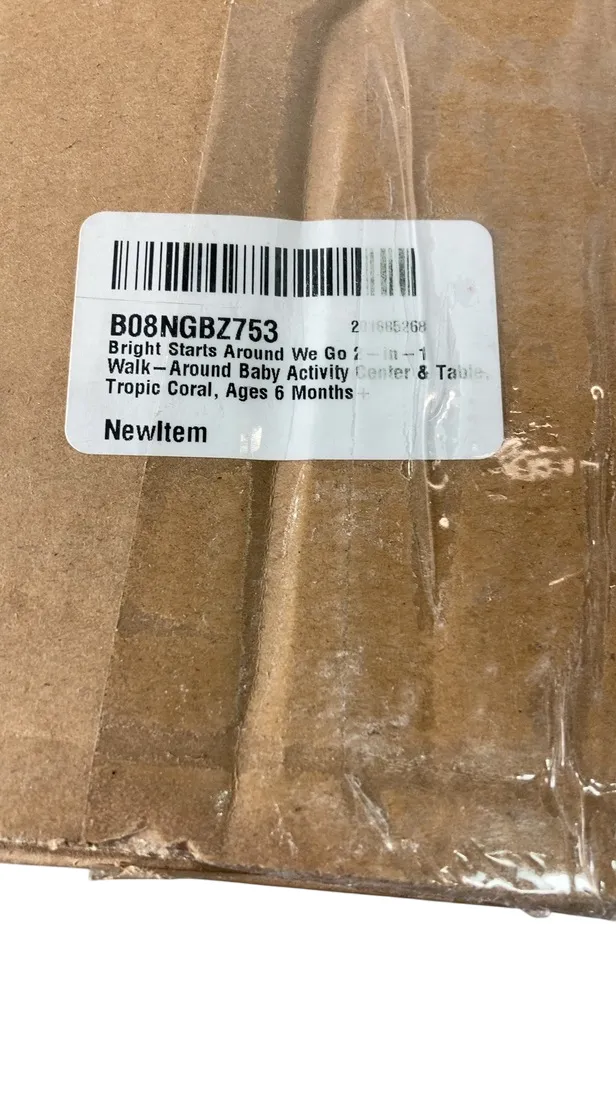 B08NGBZ753
Bright Starts Around We Go 2-in-1
Walk-Around Baby Activity Center & Table,
Tropic Coral, Ages 6 Months+
NewItem